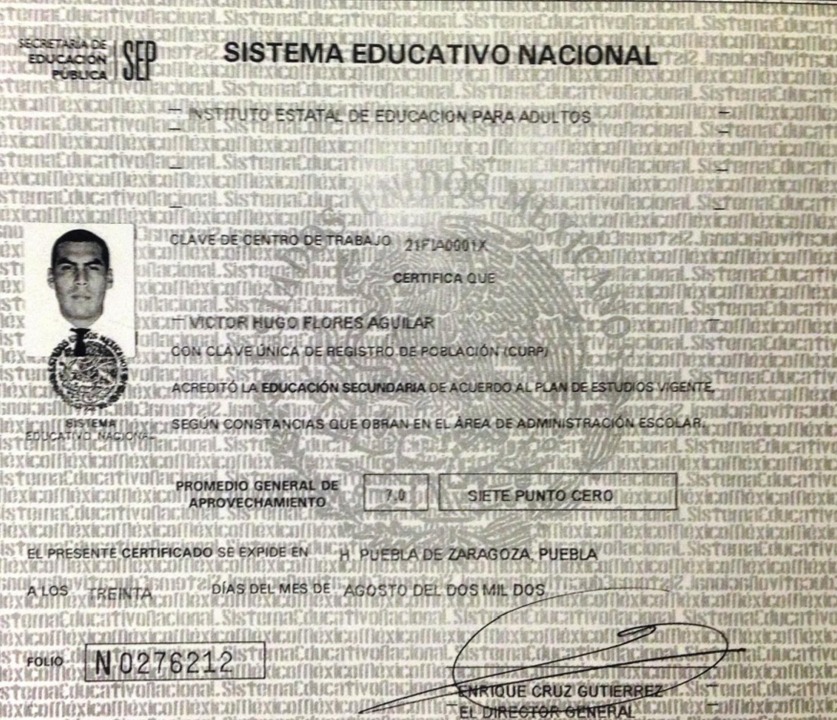 SECRETARÍA DE
EDUCACIÓN
PÚBLICA
SEP
SISTEMA EDUCATIVO NACIONAL
INSTITUTO ESTATAL DE EDUCACION PARA ADULTOS
CLAVE DE CENTRO DE TRABAJO 21FIA0001X
CERTIFICA QUE
VICTOR HUGO FLORES AGUILAR
CON CLAVE ÚNICA DE REGISTRO DE POBLACIÓN (CURP)
ACREDITÓ LA EDUCACIÓN SECUNDARIA DE ACUERDO AL PLAN DE ESTUDIOS VIGENTE,
SEGÚN CONSTANCIAS QUE OBRAN EN EL ÁREA DE ADMINISTRACIÓN ESCOLAR.
SISTEMA
EDUCATIVO NACIONAL
PROMEDIO GENERAL DE
APROVECHAMIENTO
7.0
SIETE PUNTO CERO
EL PRESENTE CERTIFICADO SE EXPIDE EN H. PUEBLA DE ZARAGOZA, PUEBLA
A LOS TREINTA DÍAS DEL MES DE AGOSTO DEL DOS MIL DOS
FOLIO N 0276212
ENRIQUE CRUZ GUTIERREZ
EL DIRECTOR GENERAL
ESTADOS UNIDOS MEXICANOS